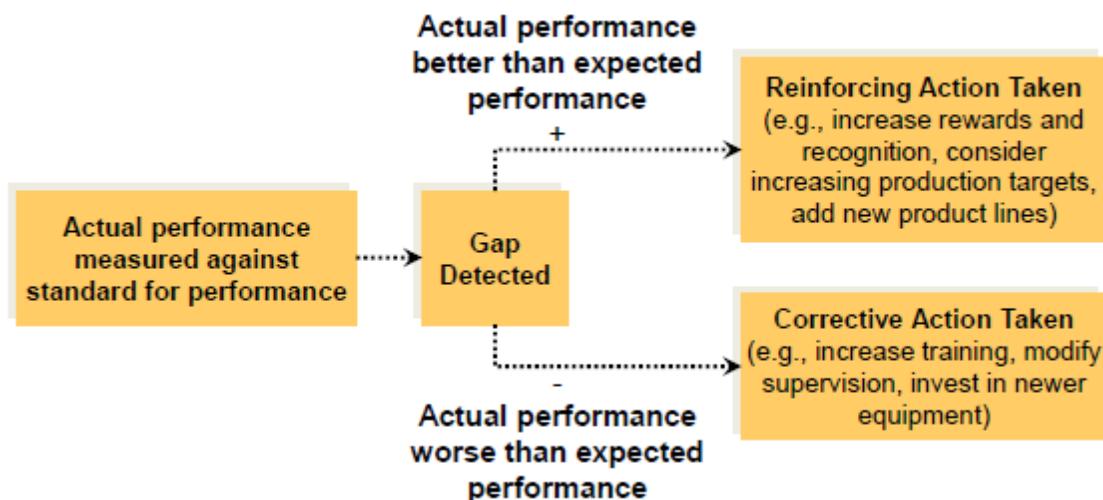 Actual performance
measured against
standard for performance
Gap
Detected
Actual performance
better than expected
performance
+
Reinforcing Action Taken
(e.g., increase rewards and
recognition, consider
increasing production targets,
add new product lines)
-
Actual performance
worse than expected
performance
Corrective Action Taken
(e.g., increase training, modify
supervision, invest in newer
equipment)